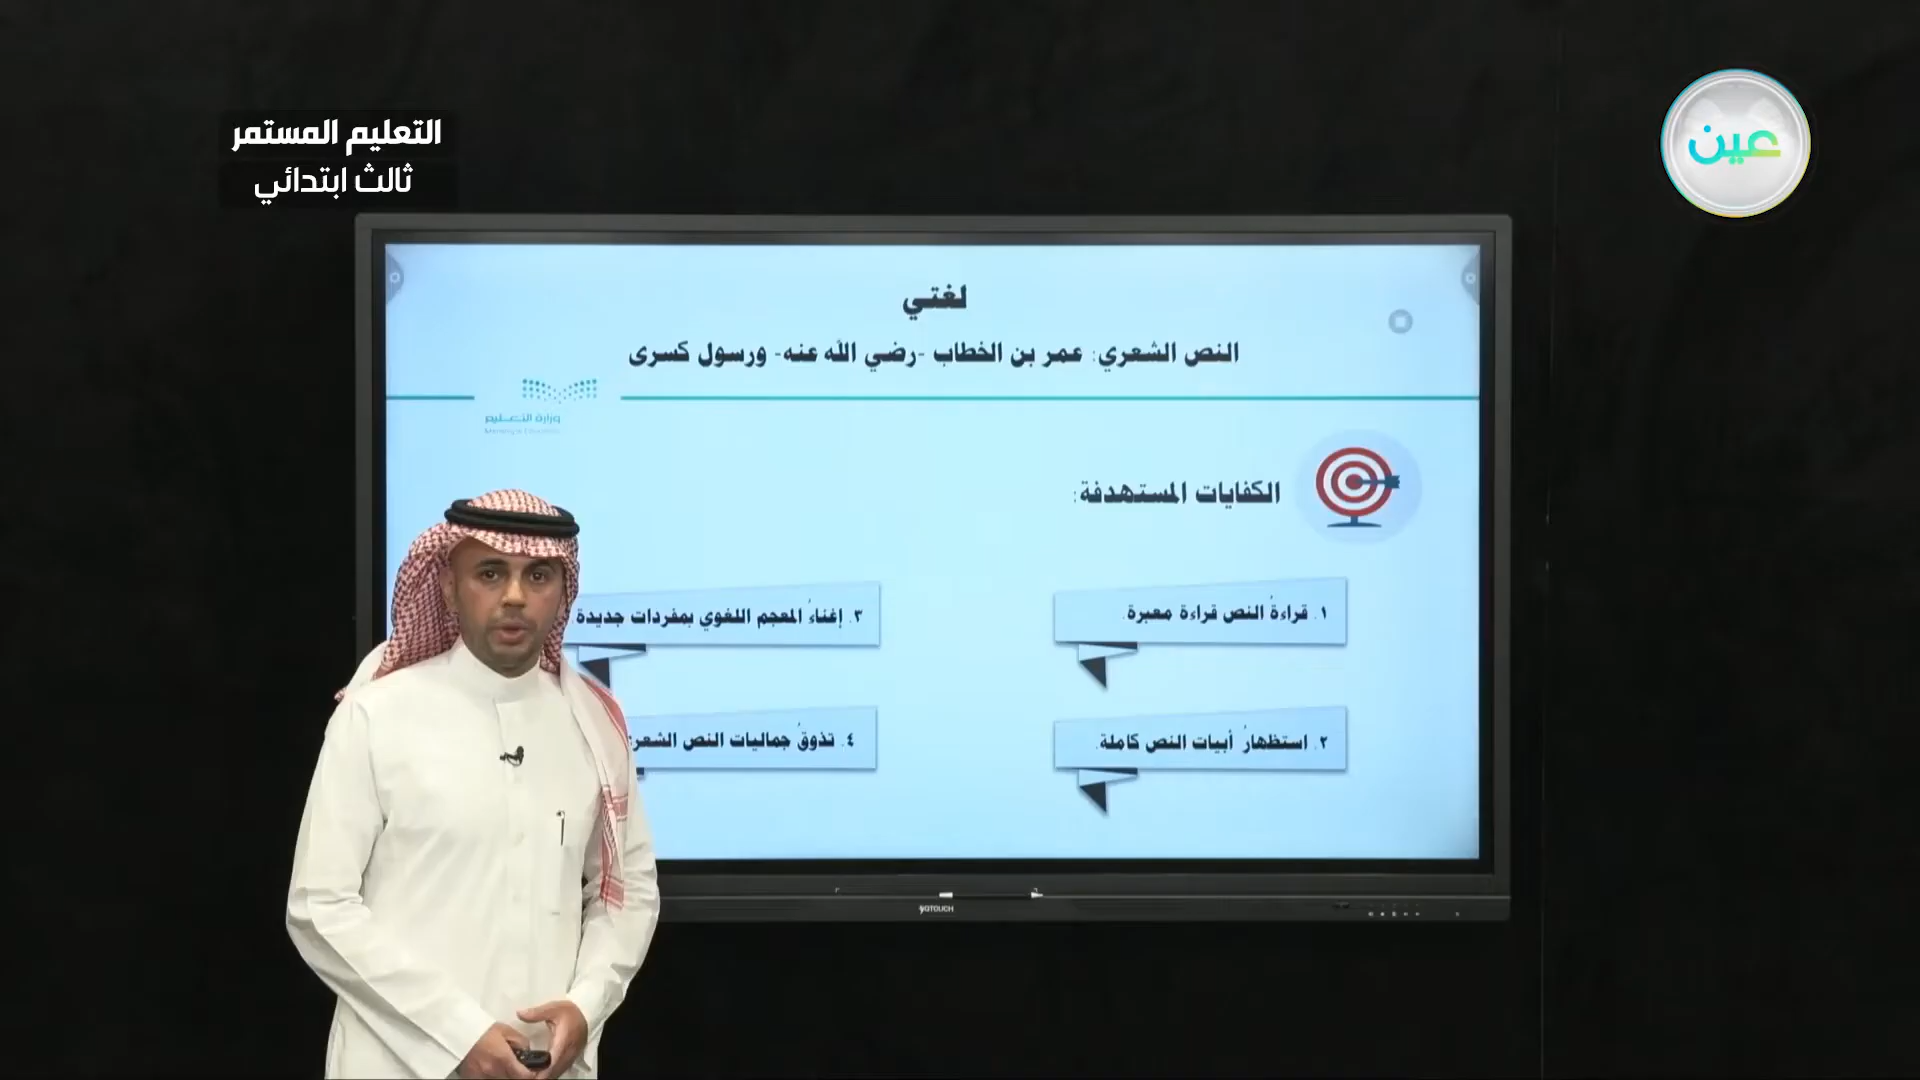 التعليم المستمر
ثالث ابتدائي
عين
لغتي
النص الشعري: عمر بن الخطاب -رضي الله عنه- ورسول كسرى
وزارة التعليم
الكفايات المستهدفة:
١. قراءةُ النص قراءة معبرة.
٢. استظهارُ أبيات النص كاملة.
٣. إغناءُ المعجم اللغوي بمفردات جديدة
٤. تذوقُ جماليات النص